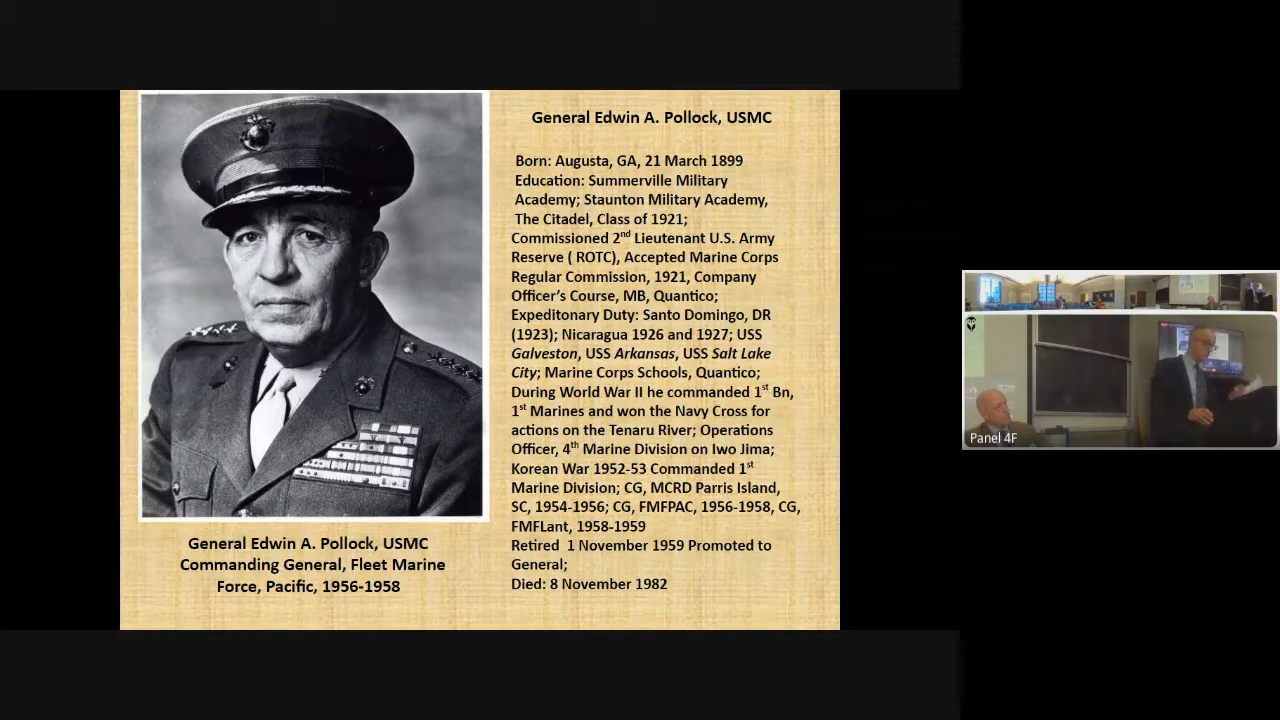 General Edwin A. Pollock, USMC
Born: Augusta, GA, 21 March 1899
Education: Summerville Military
Academy; Staunton Military Academy,
The Citadel, Class of 1921;
Commissioned 2nd Lieutenant U.S. Army
Reserve ( ROTC), Accepted Marine Corps
Regular Commission, 1921, Company
Officer’s Course, MB, Quantico;
Expeditonary Duty: Santo Domingo, DR
(1923); Nicaragua 1926 and 1927; USS
Galveston, USS Arkansas, USS Salt Lake
City; Marine Corps Schools, Quantico;
During World War II he commanded 1st Bn,
1st Marines and won the Navy Cross for
actions on the Tenaru River; Operations
Officer, 4th Marine Division on Iwo Jima;
Korean War 1952-53 Commanded 1st
Marine Division; CG, MCRD Parris Island,
SC, 1954-1956; CG, FMFPAC, 1956-1958, CG,
FMFLant, 1958-1959
Retired  1 November 1959 Promoted to
General;
Died: 8 November 1982
General Edwin A. Pollock, USMC
Commanding General, Fleet Marine
Force, Pacific, 1956-1958
Panel 4F